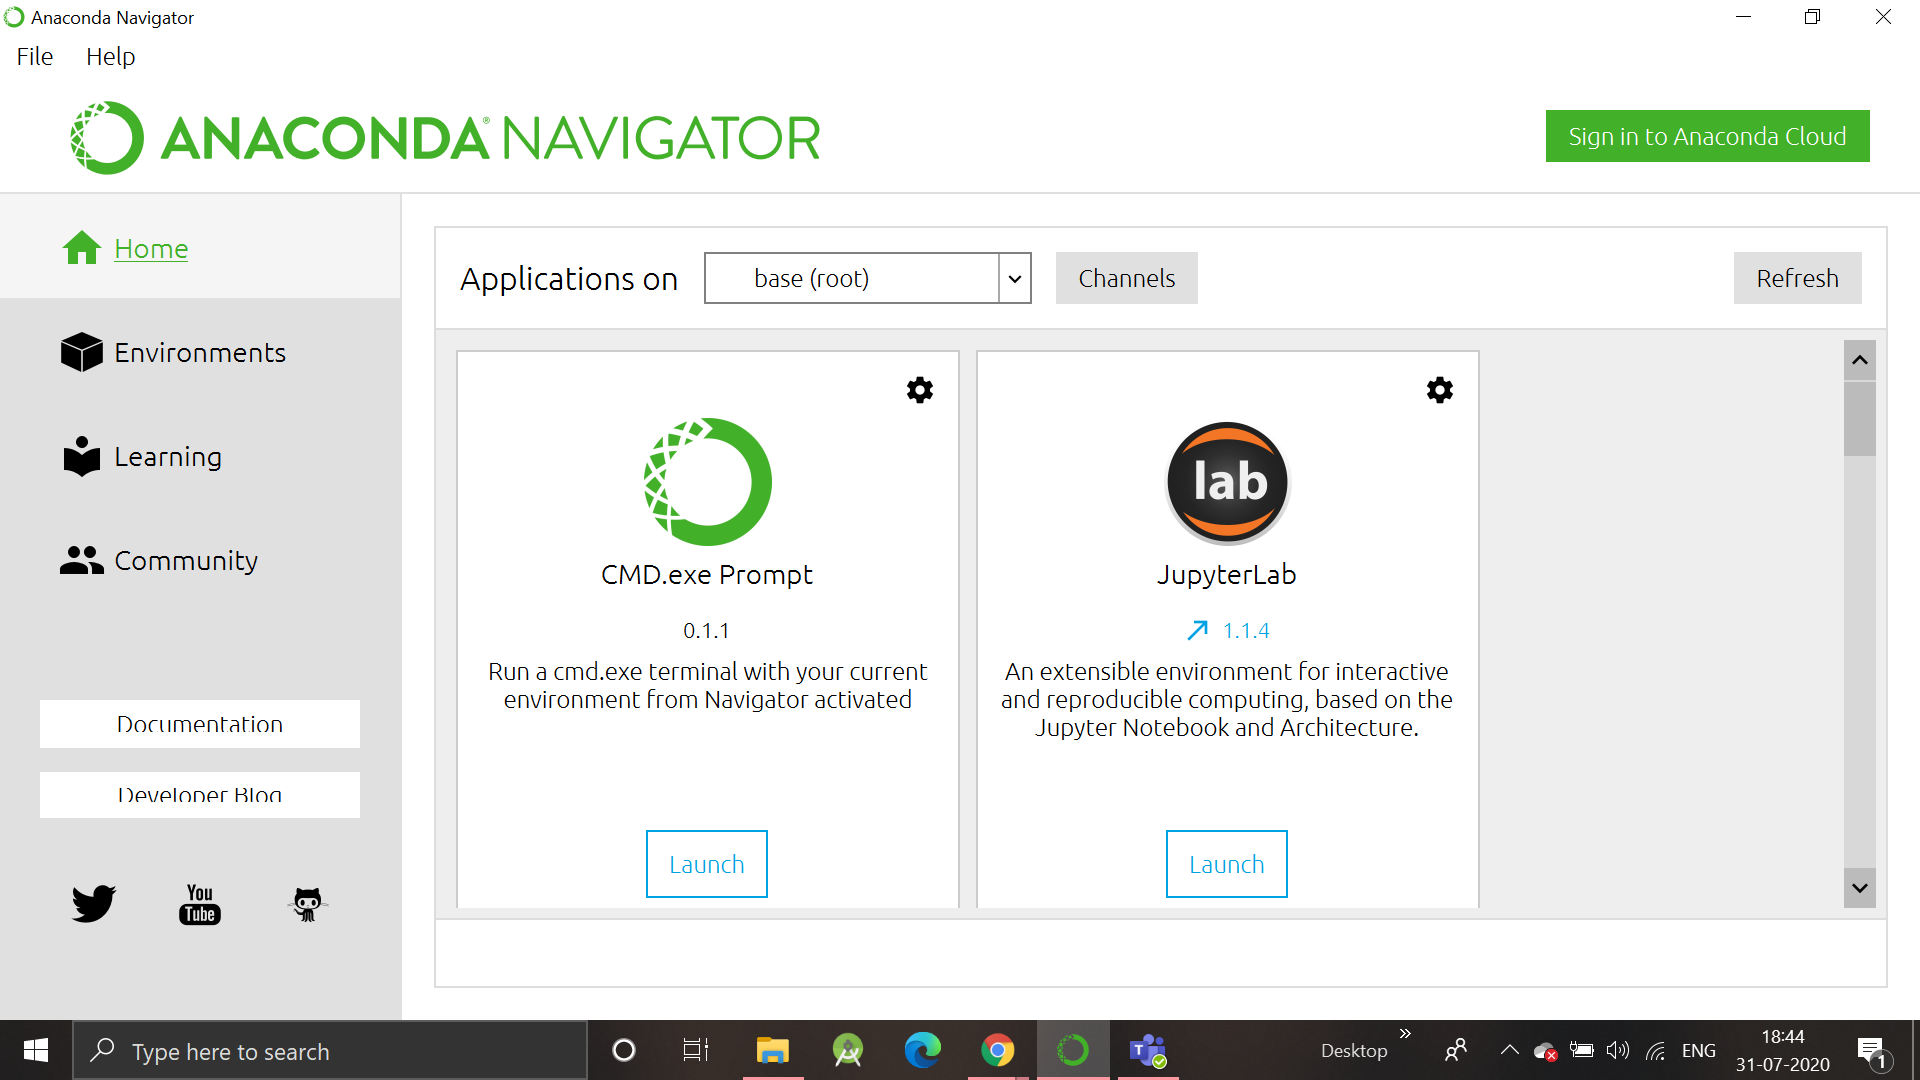 Anaconda Navigator
File Help
ANACONDA® NAVIGATOR
Sign in to Anaconda Cloud
Home
Environments
Learning
Community
Documentation
Developer Blog
You
Tube
Applications on
base (root)
Channels
Refresh
CMD.exe Prompt
0.1.1
Run a cmd.exe terminal with your current
environment from Navigator activated
Launch
lab
JupyterLab
1.1.4
An extensible environment for interactive
and reproducible computing, based on the
Jupyter Notebook and Architecture.
Launch
Type here to search
T
Desktop
ENG
18:44
31-07-2020
1